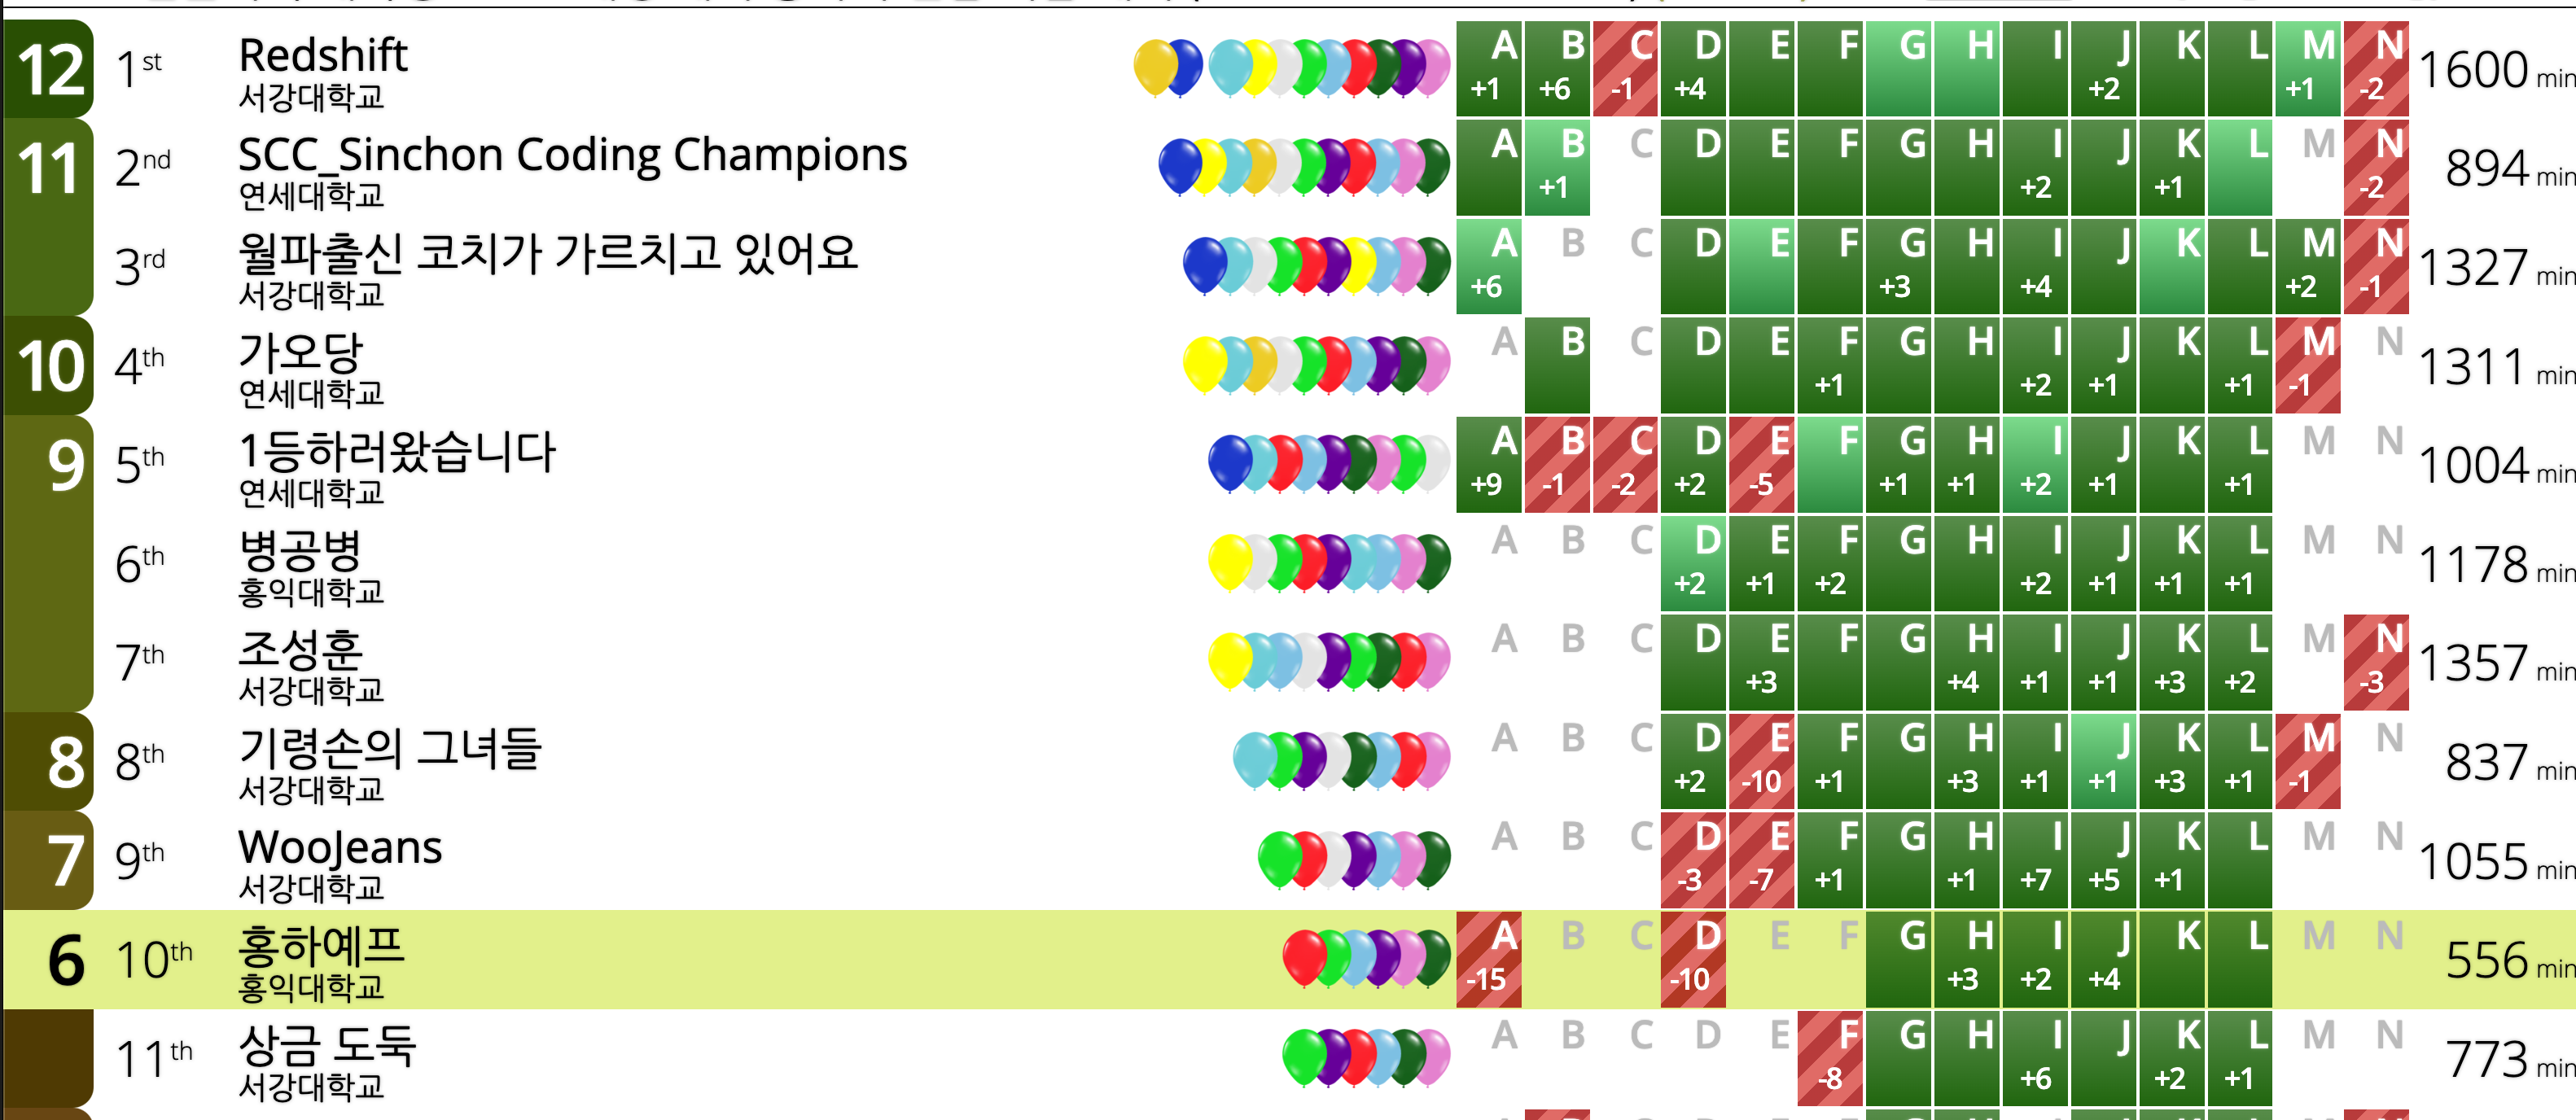 12 1st Redshift A B C D E F G H I J K L M N 1600 min
서강대학교 +1 +6 -1 +4 +2 +1 -2
11 2nd SCC_Sinchon Coding Champions A B C D E F G H I J K L M N 894 min
연세대학교 +1 +2 +1 -2
3rd 월파출신 코치가 가르치고 있어요 A B C D E F G H I J K L M N 1327 min
서강대학교 +6 +3 +4 +2 -1
10 4th 가오당 A B C D E F G H I J K L M N 1311 min
연세대학교 +1 +2 +1 +1 -1
9 5th 1등하러왔습니다 A B C D E F G H I J K L M N 1004 min
연세대학교 +9 -1 -2 +2 -5 +1 +1 +2 +1 +1
6th 병공병 A B C D E F G H I J K L M N 1178 min
홍익대학교 +2 +1 +2 +2 +1 +1 +1
7th 조성훈 A B C D E F G H I J K L M N 1357 min
서강대학교 +3 +4 +1 +1 +3 +2 -3
8 8th 기령손의 그녀들 A B C D E F G H I J K L M N 837 min
서강대학교 +2 -10 +1 +3 +1 +1 +3 +1 -1
7 9th WooJeans A B C D E F G H I J K L M N 1055 min
서강대학교 -3 -7 +1 +1 +7 +5 +1
6 10th 홍하예프 A B C D E F G H I J K L M N 556 min
홍익대학교 -15 -10 +3 +2 +4
11th 상금 도둑 A B C D E F G H I J K L M N 773 min
서강대학교 -8 +6 +2 +1